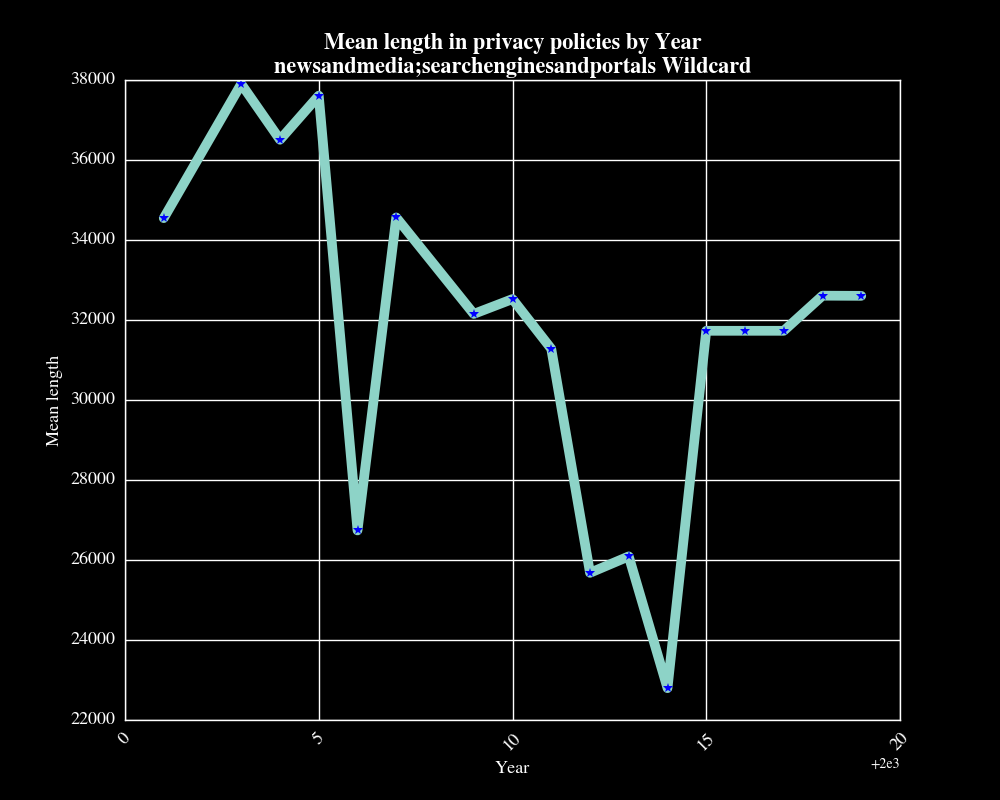 Mean length in privacy policies by Year
newsandmedia;searchenginesandportals Wildcard
38000
36000
34000
32000
30000
28000
26000
24000
22000
Mean length
0
5
10
15
20
Year
+2e3